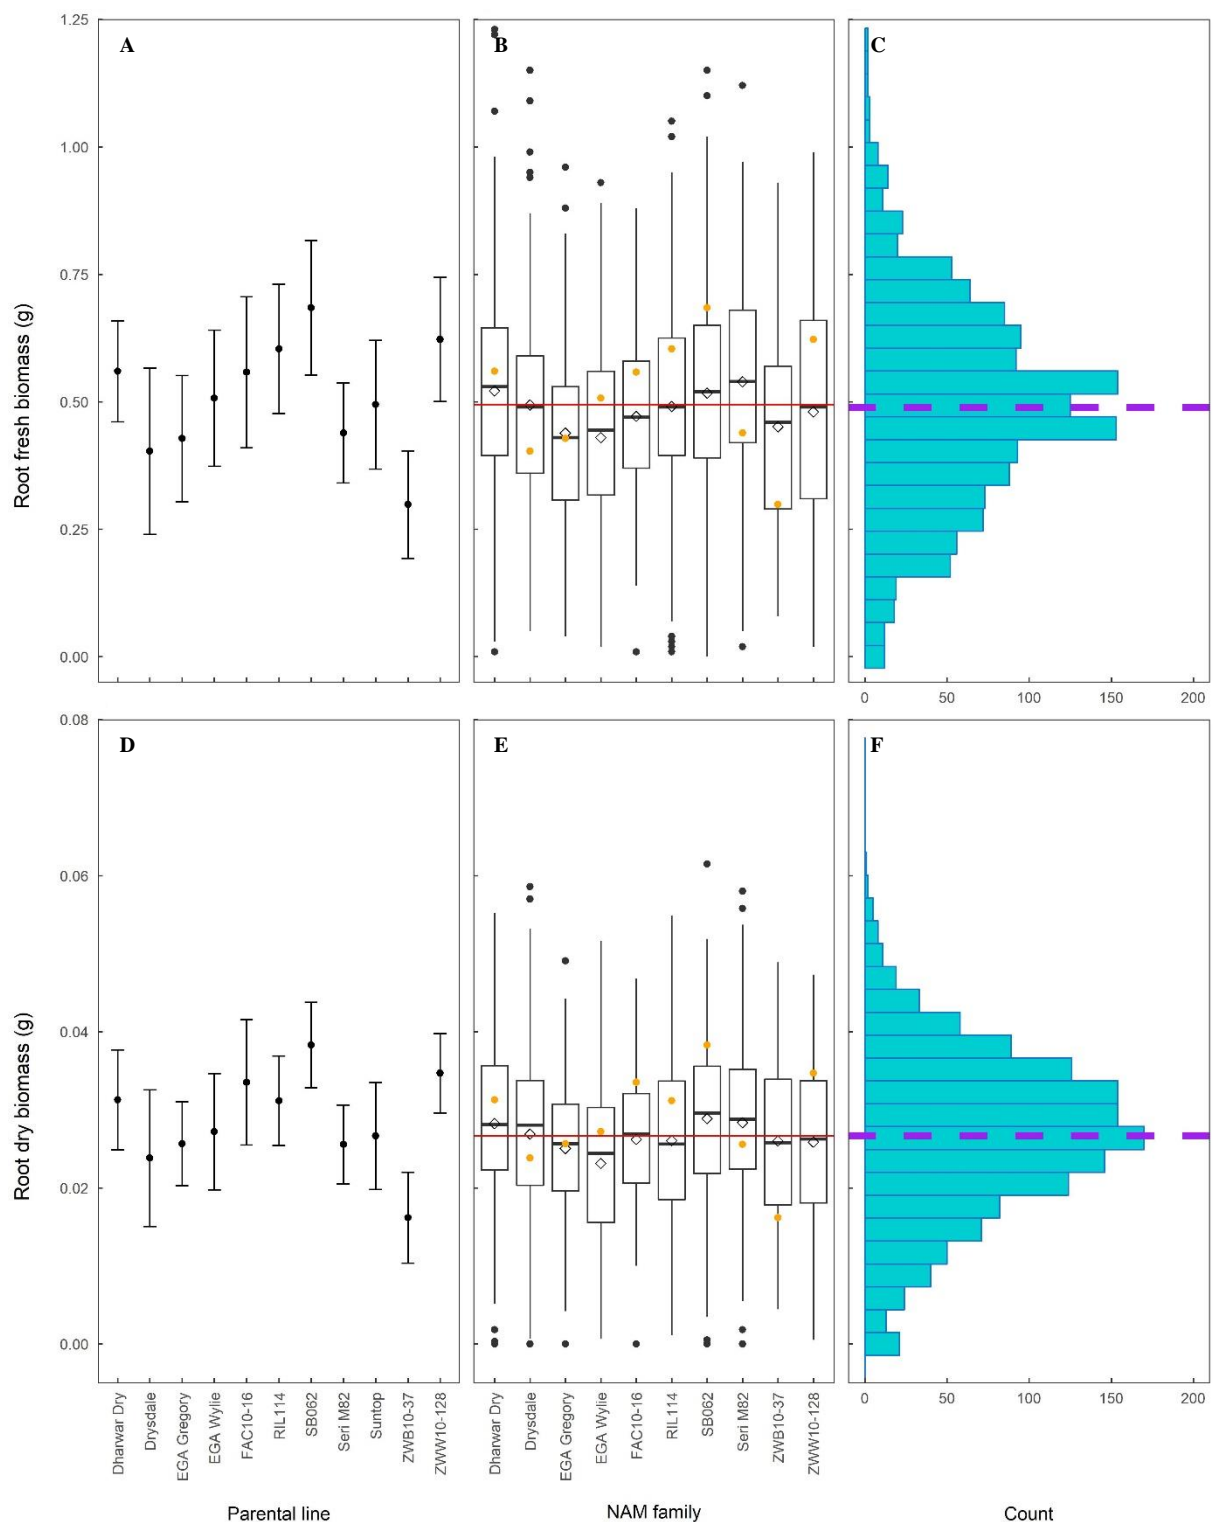 A
B
C
Root fresh biomass (g)
1.25
1.00
0.75
0.50
0.25
0.00
0 50 100 150 200
D
E
F
Root dry biomass (g)
0.08
0.06
0.04
0.02
0.00
0 50 100 150 200
Dharwar Dry
Drysdale
EGA Gregory
EGA Wylie
FAC10-16
RIL114
SB062
Seri M82
Suntop
ZWB10-37
ZWW10-128
Dharwar Dry
Drysdale
EGA Gregory
EGA Wylie
FAC10-16
RIL114
SB062
Seri M82
ZWB10-37
ZWW10-128
Parental line
NAM family
Count